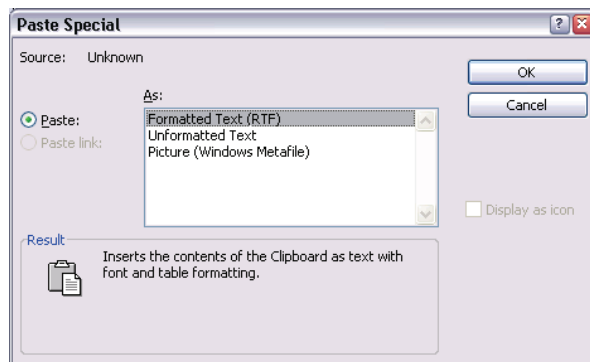 Paste Special
Source: Unknown
As:
Paste:
Paste link:
Formatted Text (RTF)
Unformatted Text
Picture (Windows Metafile)
OK
Cancel
Display as icon
Result
Inserts the contents of the Clipboard as text with
font and table formatting.